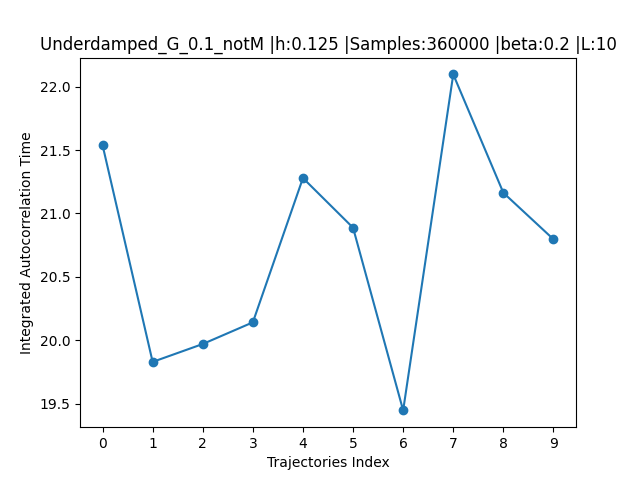 Underdamped_G_0.1_notM |h:0.125 |Samples:360000 |beta:0.2 |L:10
Integrated Autocorrelation Time
22.0
21.5
21.0
20.5
20.0
19.5
0 1 2 3 4 5 6 7 8 9
Trajectories Index